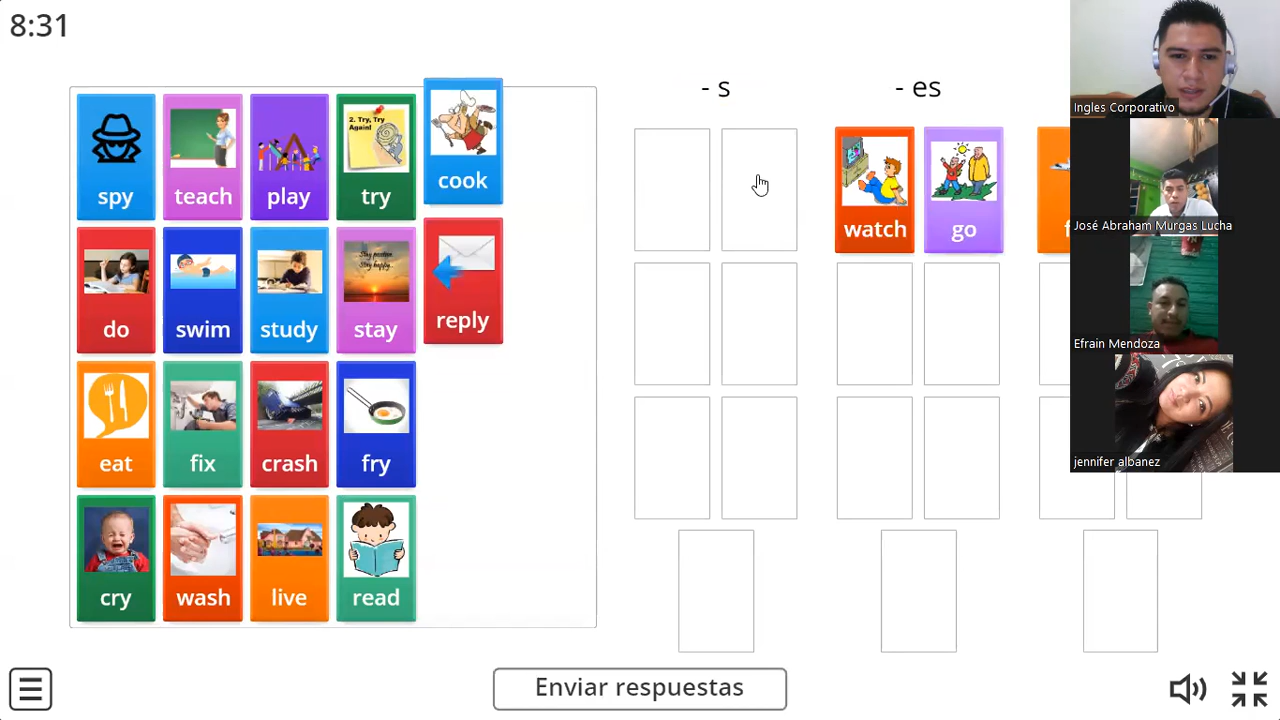 8:31
- s
- es
spy
teach
play
2. Try, Try
Again!
try
cook
watch
go
do
swim
study
Stay positive.
Stay happy...
stay
reply
eat
fix
crash
fry
cry
wash
live
read
Enviar respuestas
Ingles Corporativo
José Abraham Murgas Lucha
Efrain Mendoza
jennifer albanez